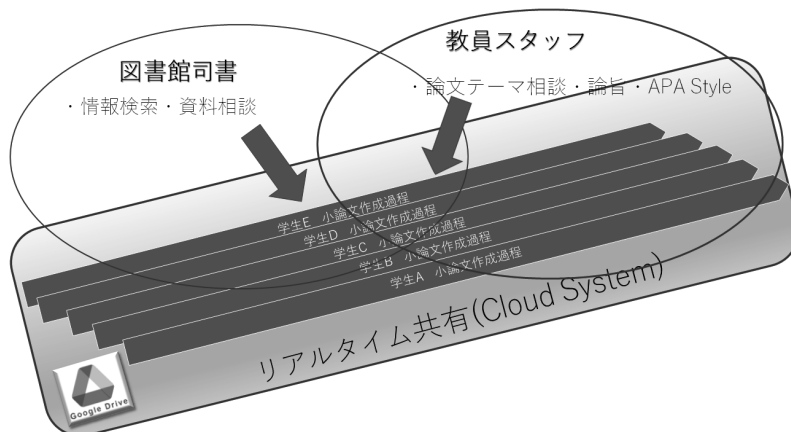 図書館司書
・情報検索・資料相談
教員スタッフ
・論文テーマ相談・論旨・APA Style
学生E 小論文作成過程
学生D 小論文作成過程
学生C 小論文作成過程
学生B 小論文作成過程
学生A 小論文作成過程
リアルタイム共有(Cloud System)
Google Drive